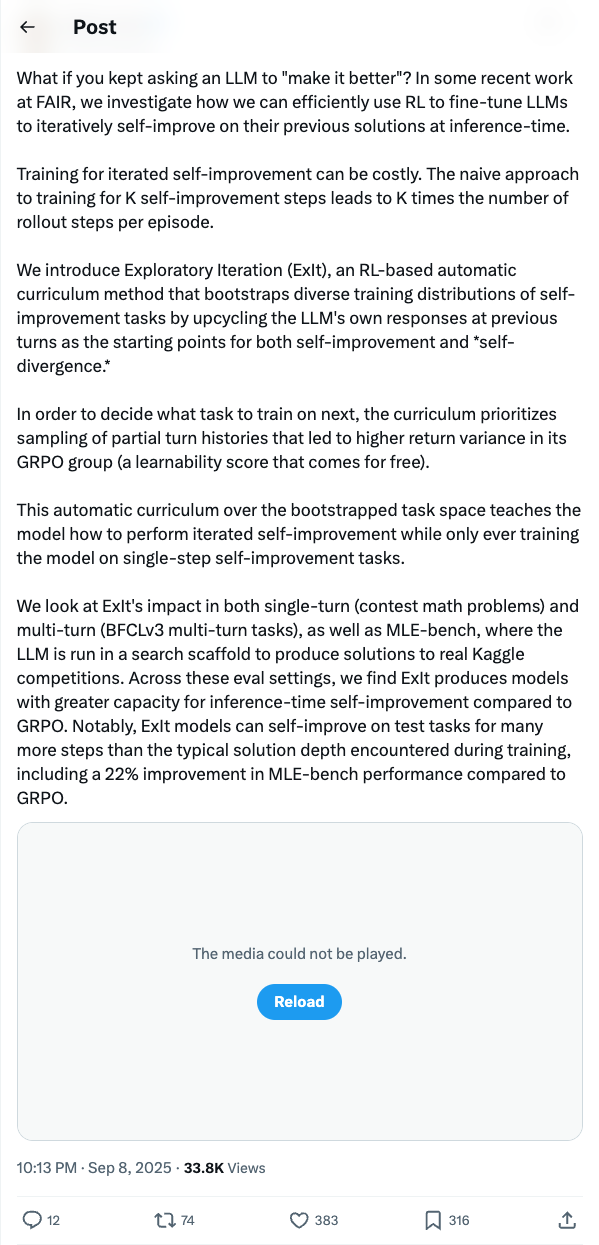 Post
What if you kept asking an LLM to "make it better"? In some recent work
at FAIR, we investigate how we can efficiently use RL to fine-tune LLMs
to iteratively self-improve on their previous solutions at inference-time.
Training for iterated self-improvement can be costly. The naive approach
to training for K self-improvement steps leads to K times the number of
rollout steps per episode.
We introduce Exploratory Iteration (ExIt), an RL-based automatic
curriculum method that bootstraps diverse training distributions of self-
improvement tasks by upcycling the LLM's own responses at previous
turns as the starting points for both self-improvement and *self-
divergence.*
In order to decide what task to train on next, the curriculum prioritizes
sampling of partial turn histories that led to higher return variance in its
GRPO group (a learnability score that comes for free).
This automatic curriculum over the bootstrapped task space teaches the
model how to perform iterated self-improvement while only ever training
the model on single-step self-improvement tasks.
We look at ExIt's impact in both single-turn (contest math problems) and
multi-turn (BFCLv3 multi-turn tasks), as well as MLE-bench, where the
LLM is run in a search scaffold to produce solutions to real Kaggle
competitions. Across these eval settings, we find ExIt produces models
with greater capacity for inference-time self-improvement compared to
GRPO. Notably, ExIt models can self-improve on test tasks for many
more steps than the typical solution depth encountered during training,
including a 22% improvement in MLE-bench performance compared to
GRPO.
The media could not be played.
Reload
10:13 PM · Sep 8, 2025 · 33.8K Views
12 74 383 316